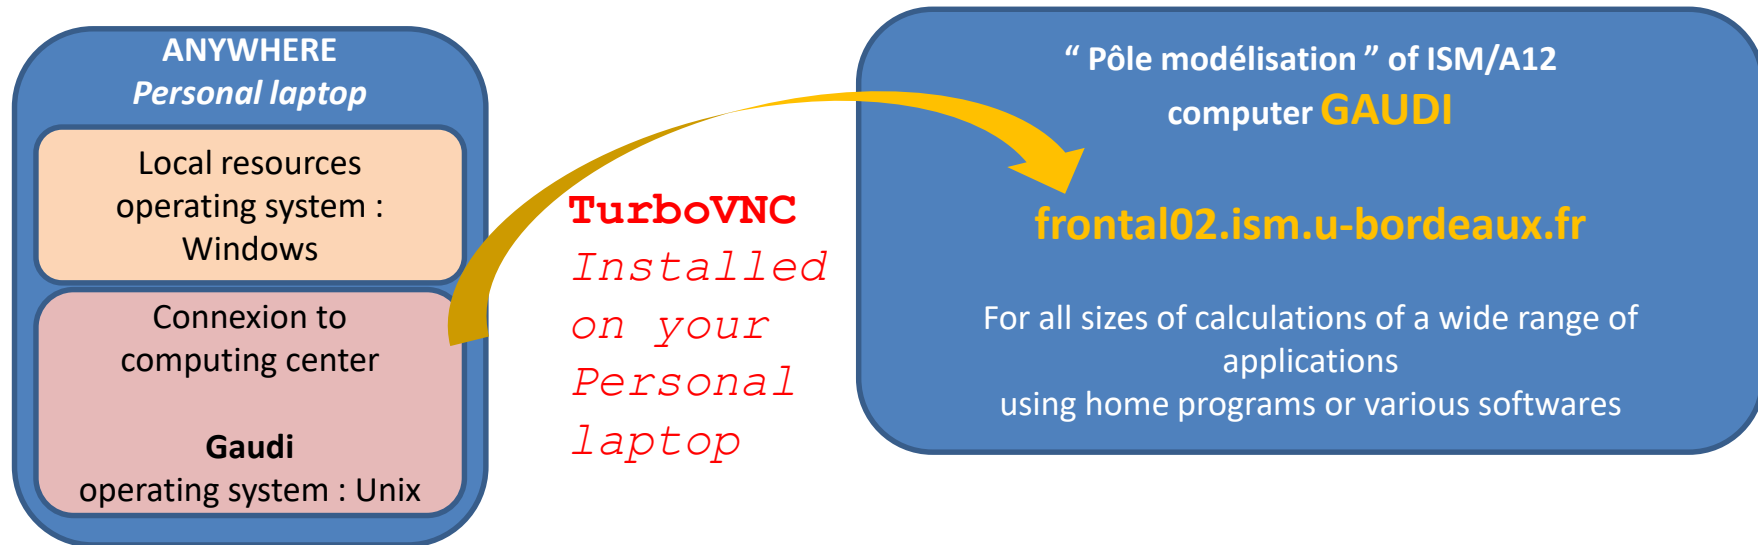 ANYWHERE
Personal laptop
Local resources
operating system :
Windows
Connexion to
computing center
Gaudi
operating system : Unix
TurboVNC
Installed
on your
Personal
laptop
“ Pôle modélisation ” of ISM/A12
computer GAUDI
frontal02.ism.u-bordeaux.fr
For all sizes of calculations of a wide range of
applications
using home programs or various softwares